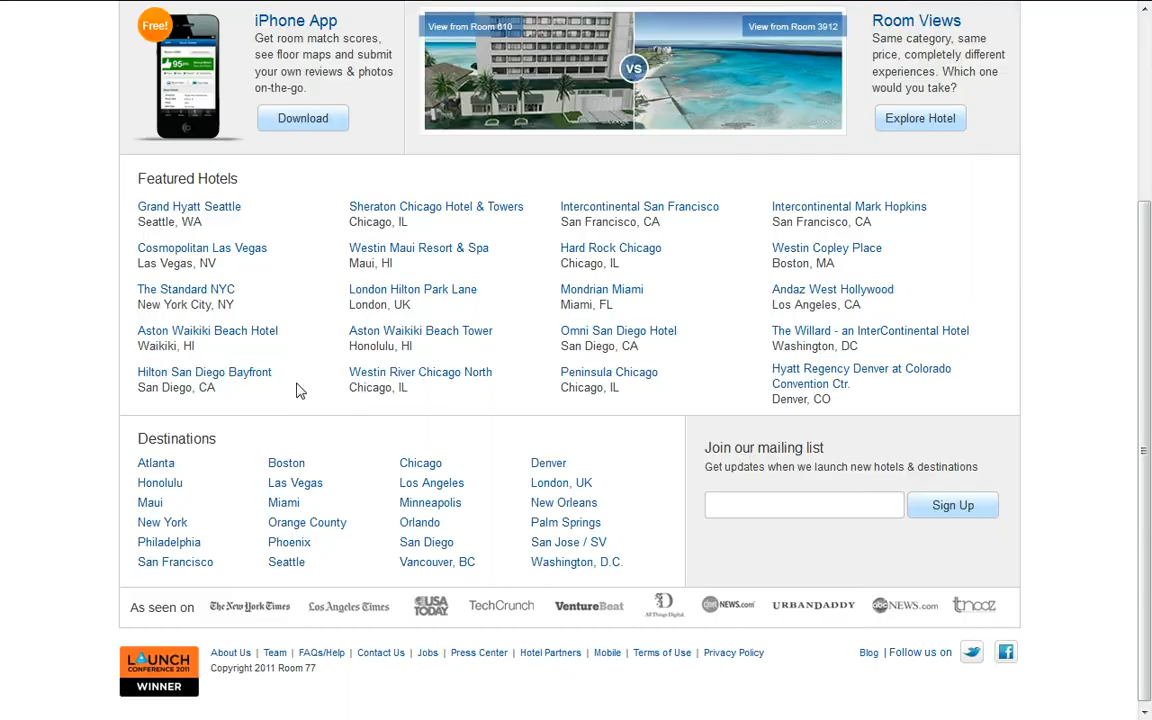 Free!
95
iPhone App
Get room match scores,
see floor maps and submit
your own reviews & photos
on-the-go.
Download
View from Room 610
VS
View from Room 3912
Room Views
Same category, same
price, completely different
experiences. Which one
would you take?
Explore Hotel
Featured Hotels
Grand Hyatt Seattle
Seattle, WA
Sheraton Chicago Hotel & Towers
Chicago, IL
Intercontinental San Francisco
San Francisco, CA
Intercontinental Mark Hopkins
San Francisco, CA
Cosmopolitan Las Vegas
Las Vegas, NV
Westin Maui Resort & Spa
Maui, HI
Hard Rock Chicago
Chicago, IL
Westin Copley Place
Boston, MA
The Standard NYC
New York City, NY
London Hilton Park Lane
London, UK
Mondrian Miami
Miami, FL
Andaz West Hollywood
Los Angeles, CA
Aston Waikiki Beach Hotel
Waikiki, HI
Aston Waikiki Beach Tower
Honolulu, HI
Omni San Diego Hotel
San Diego, CA
The Willard - an InterContinental Hotel
Washington, DC
Hilton San Diego Bayfront
San Diego, CA
Westin River Chicago North
Chicago, IL
Peninsula Chicago
Chicago, IL
Hyatt Regency Denver at Colorado
Convention Ctr.
Denver, CO
Destinations
Atlanta
Boston
Chicago
Denver
Honolulu
Las Vegas
Los Angeles
London, UK
Maui
Miami
Minneapolis
New Orleans
New York
Orange County
Orlando
Palm Springs
Philadelphia
Phoenix
San Diego
San Jose / SV
San Francisco
Seattle
Vancouver, BC
Washington, D.C.
Join our mailing list
Get updates when we launch new hotels & destinations
Sign Up
As seen on
The New York Times
Los Angeles Times
USA
TODAY
TechCrunch
VentureBeat
D
All Things Digital
cbs NEWS.com
URBANDADDY
abc NEWS.com
tnooz
LAUNCH
CONFERENCE 2011
WINNER
About Us | Team | FAQs/Help | Contact Us | Jobs | Press Center | Hotel Partners | Mobile | Terms of Use | Privacy Policy
Copyright 2011 Room 77
Blog | Follow us on